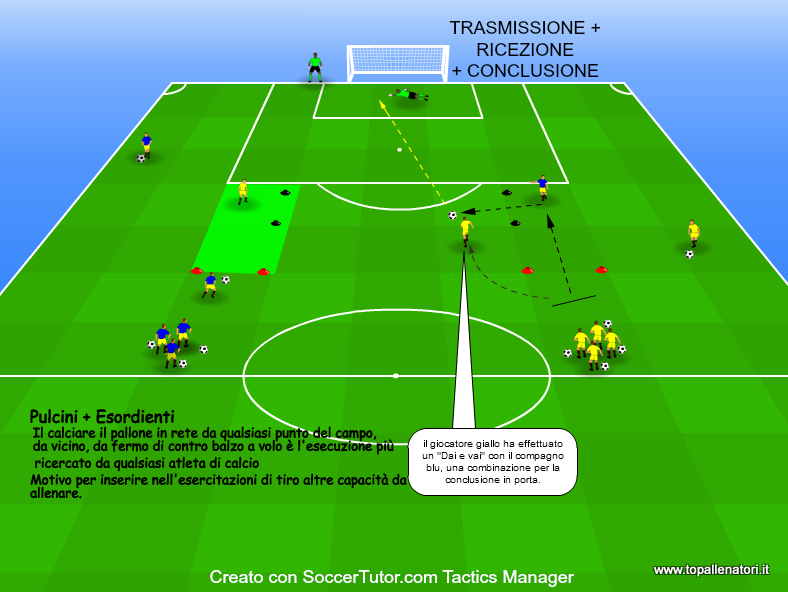 TRASMISSIONE +
RICEZIONE
+ CONCLUSIONE
Pulcini + Esordienti
Il calciare il pallone in rete da qualsiasi punto del campo,
da vicino, da fermo di contro balzo a volo è l'esecuzione più
ricercato da qualsiasi atleta di calcio
Motivo per inserire nell'esercitazioni di tiro altre capacità da
allenare.
il giocatore giallo ha effettuato
un "Dai e vai" con il compagno
blu, una combinazione per la
conclusione in porta.
www.topallenatori.it
Creato con SoccerTutor.com Tactics Manager